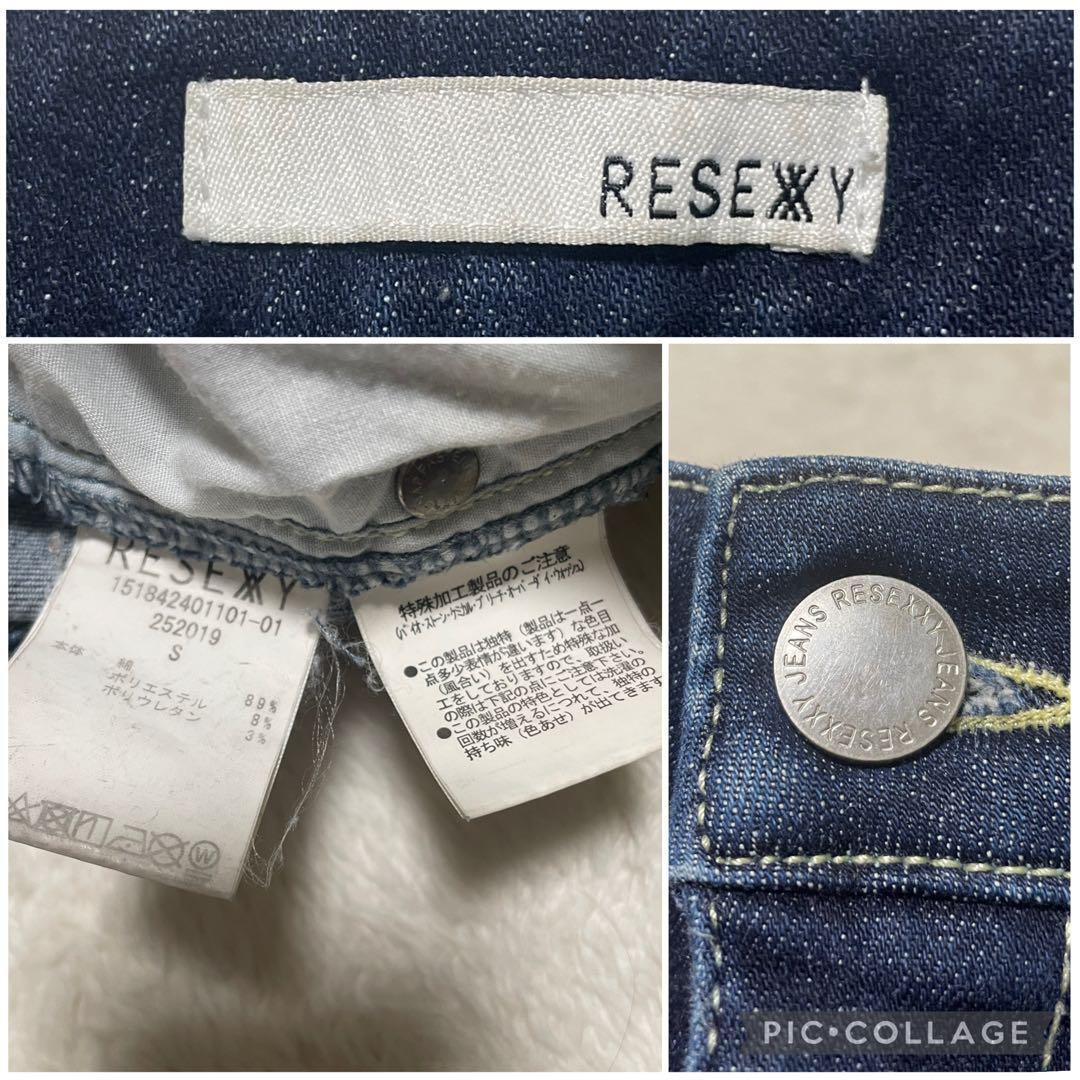 RESEXXY
RESEXXY
151842401101-01
252019
S
本体 綿 89%
ポリエステル 8%
ポリウレタン 3%
W
特殊加工製品のご注意
(バイオ・ストーン・ケミカル・ブリーチ・オーバーダイ・ウォッシュ)
●この製品は独特(製品は一点一
点多少表情が違います)な色目
(風合い)を出すため特殊な加
工をしておりますので、取扱い
の際は下記の点にご注意下さい。
●この製品の特色としては洗濯の
回数が増えるについて、独特の
持ち味(色あせ)が出てきます
RESEXXY JEANS RESEXXY JEANS
PIC•COLLAGE